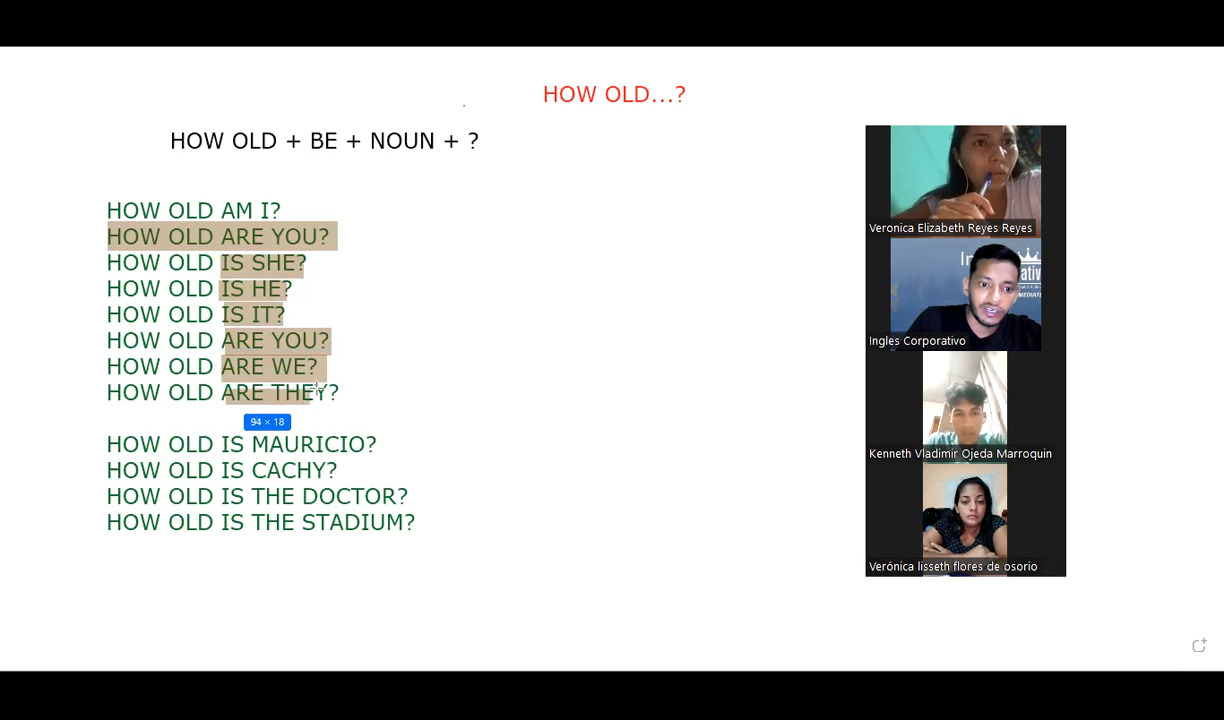 HOW OLD...?
HOW OLD + BE + NOUN + ?
HOW OLD AM I?
HOW OLD ARE YOU?
HOW OLD IS SHE?
HOW OLD IS HE?
HOW OLD IS IT?
HOW OLD ARE YOU?
HOW OLD ARE WE?
HOW OLD ARE THEY?
94 × 18
HOW OLD IS MAURICIO?
HOW OLD IS CACHY?
HOW OLD IS THE DOCTOR?
HOW OLD IS THE STADIUM?
Veronica Elizabeth Reyes Reyes
Ingles Corporativo
Kenneth Vladimir Ojeda Marroquin
Verónica lisseth flores de osorio